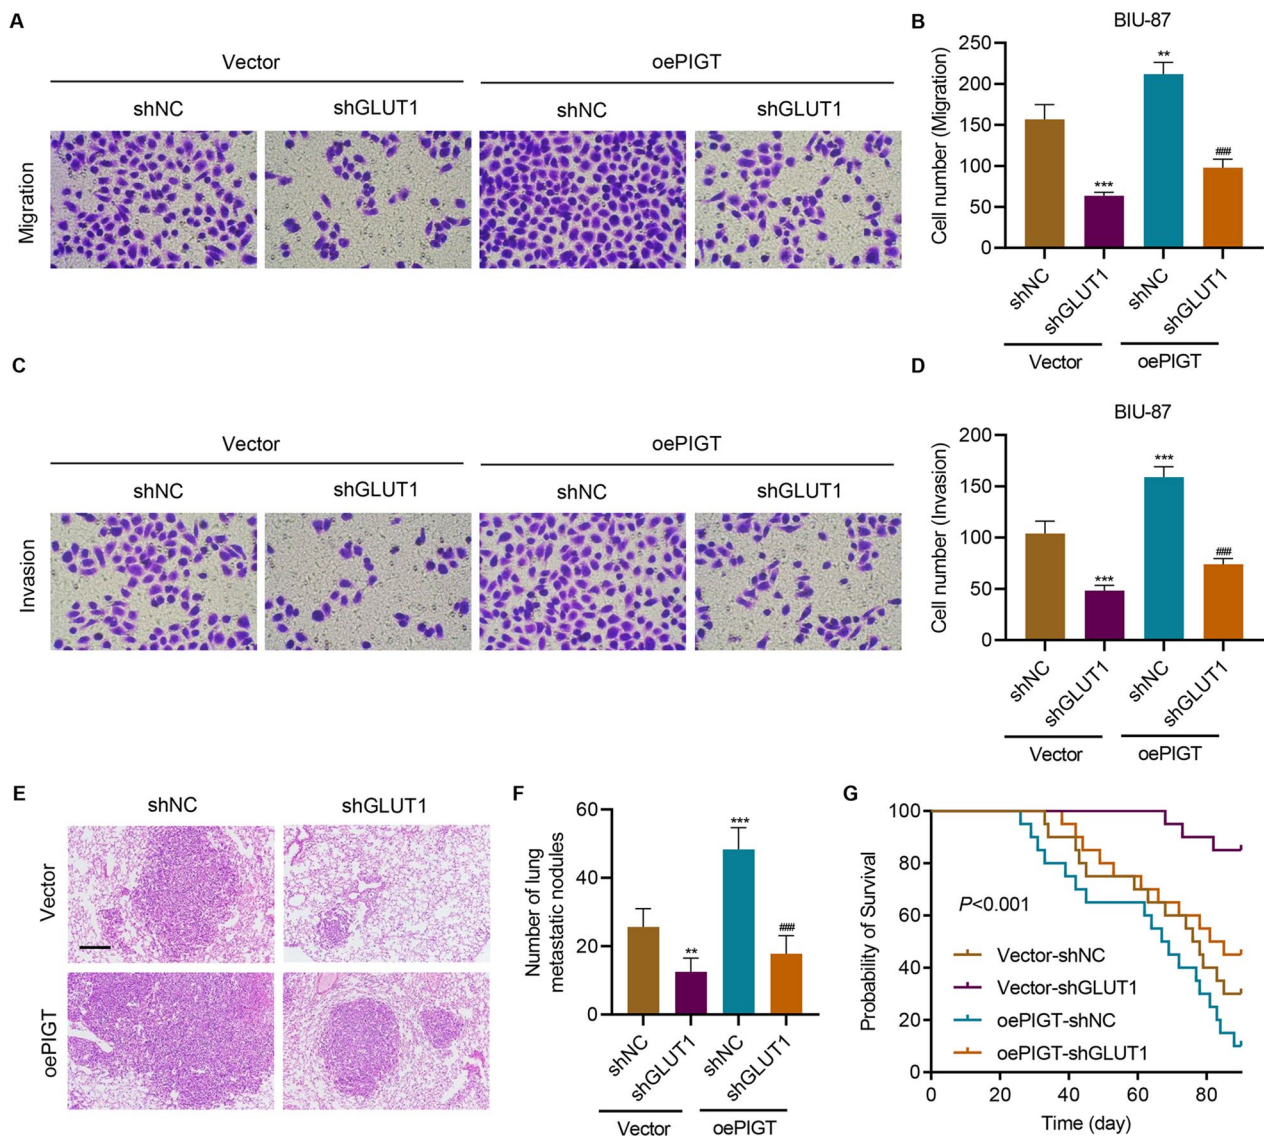 A
Vector
oePIGT
shNC
shGLUT1
shNC
shGLUT1
Migration
B
BIU-87
Cell number (Migration)
250
200
150
100
50
0
**
***
###
shNC
shGLUT1
shNC
shGLUT1
Vector
oePIGT
C
Vector
oePIGT
shNC
shGLUT1
shNC
shGLUT1
Invasion
D
BIU-87
Cell number (Invasion)
200
150
100
50
0
***
***
###
shNC
shGLUT1
shNC
shGLUT1
Vector
oePIGT
E
shNC
shGLUT1
Vector
oePIGT
F
Number of lung
metastatic nodules
60
40
20
0
**
***
###
shNC
shGLUT1
shNC
shGLUT1
Vector
oePIGT
G
Probability of Survival
100
80
60
40
20
0
P<0.001
Vector-shNC
Vector-shGLUT1
oePIGT-shNC
oePIGT-shGLUT1
0
20
40
60
80
Time (day)